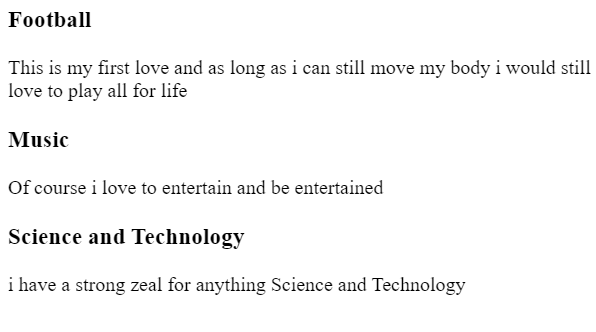 Football
This is my first love and as long as i can still move my body i would still
love to play all for life
Music
Of course i love to entertain and be entertained
Science and Technology
i have a strong zeal for anything Science and Technology